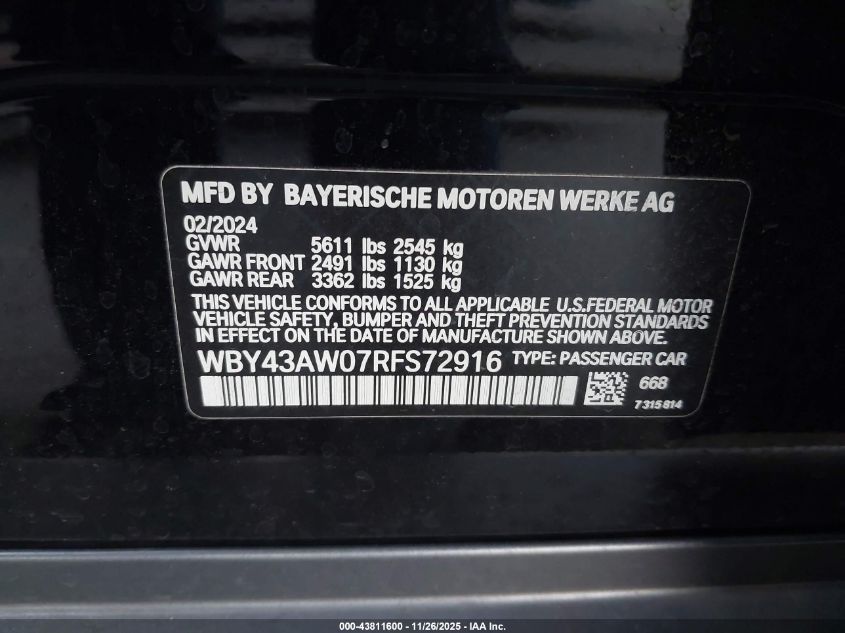 MFD BY BAYERISCHE MOTOREN WERKE AG
02/2024
GVWR 5611 lbs 2545 kg
GAWR FRONT 2491 lbs 1130 kg
GAWR REAR 3362 lbs 1525 kg
THIS VEHICLE CONFORMS TO ALL APPLICABLE U.S.FEDERAL MOTOR
VEHICLE SAFETY, BUMPER AND THEFT PREVENTION STANDARDS
IN EFFECT ON THE DATE OF MANUFACTURE SHOWN ABOVE.
WBY43AW07RFS72916 TYPE: PASSENGER CAR
668
7315814
000-43811600 - 11/26/2025 - IAA Inc.